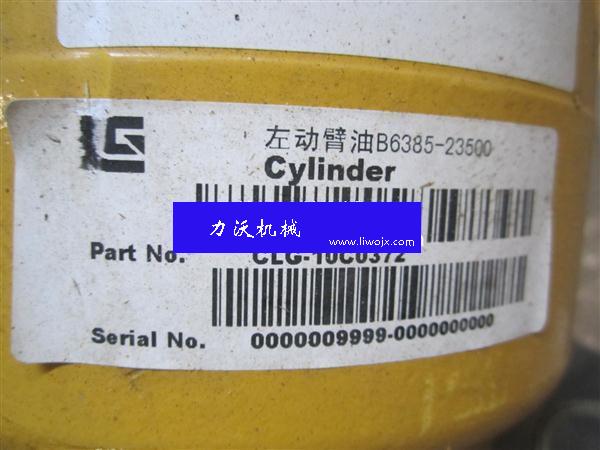 左动臂油B6385-23500
Cylinder
力沃机械
www.liwojx.com
Part No. CLG-10C0372
Serial No. 0000009999-0000000000